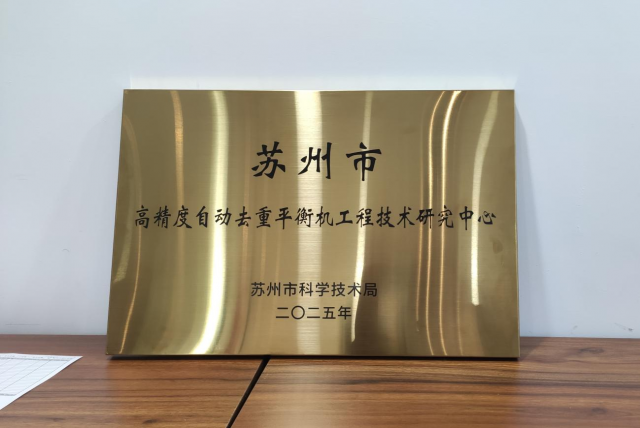 苏州市
高精度自动去重平衡机工程技术研究中心
苏州市科学技术局
二〇二五年